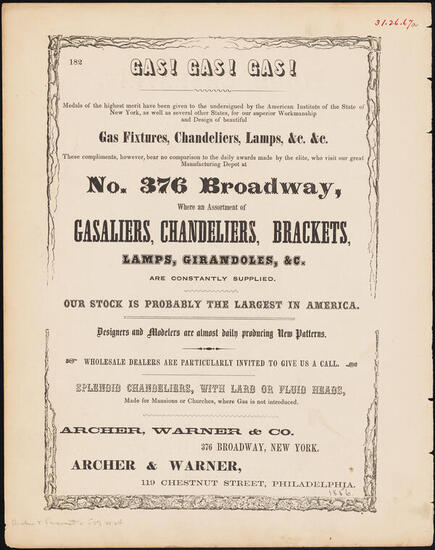 31.26.67a
182
GAS! GAS! GAS!
Medals of the highest merit have been given to the undersigned by the American Institute of the State of
New York, as well as several other States, for our superior Workmanship
and Design of beautiful
Gas Fixtures, Chandeliers, Lamps, &c. &c.
These compliments, however, bear no comparison to the daily awards made by the elite, who visit our great
Manufacturing Depot at
No. 376 Broadway,
Where an Assortment of
GASALIERS, CHANDELIERS, BRACKETS,
LAMPS, GIRANDOLES, &C.
ARE CONSTANTLY SUPPLIED.
OUR STOCK IS PROBABLY THE LARGEST IN AMERICA.
Designers and Modelers are almost daily producing New Patterns.
WHOLESALE DEALERS ARE PARTICULARLY INVITED TO GIVE US A CALL.
SPLENDID CHANDELIERS, WITH LARD OR FLUID HEADS,
Made for Mansions or Churches, where Gas is not introduced.
ARCHER, WARNER & CO.
376 BROADWAY, NEW YORK.
ARCHER & WARNER,
119 CHESTNUT STREET, PHILADELPHIA.
1856